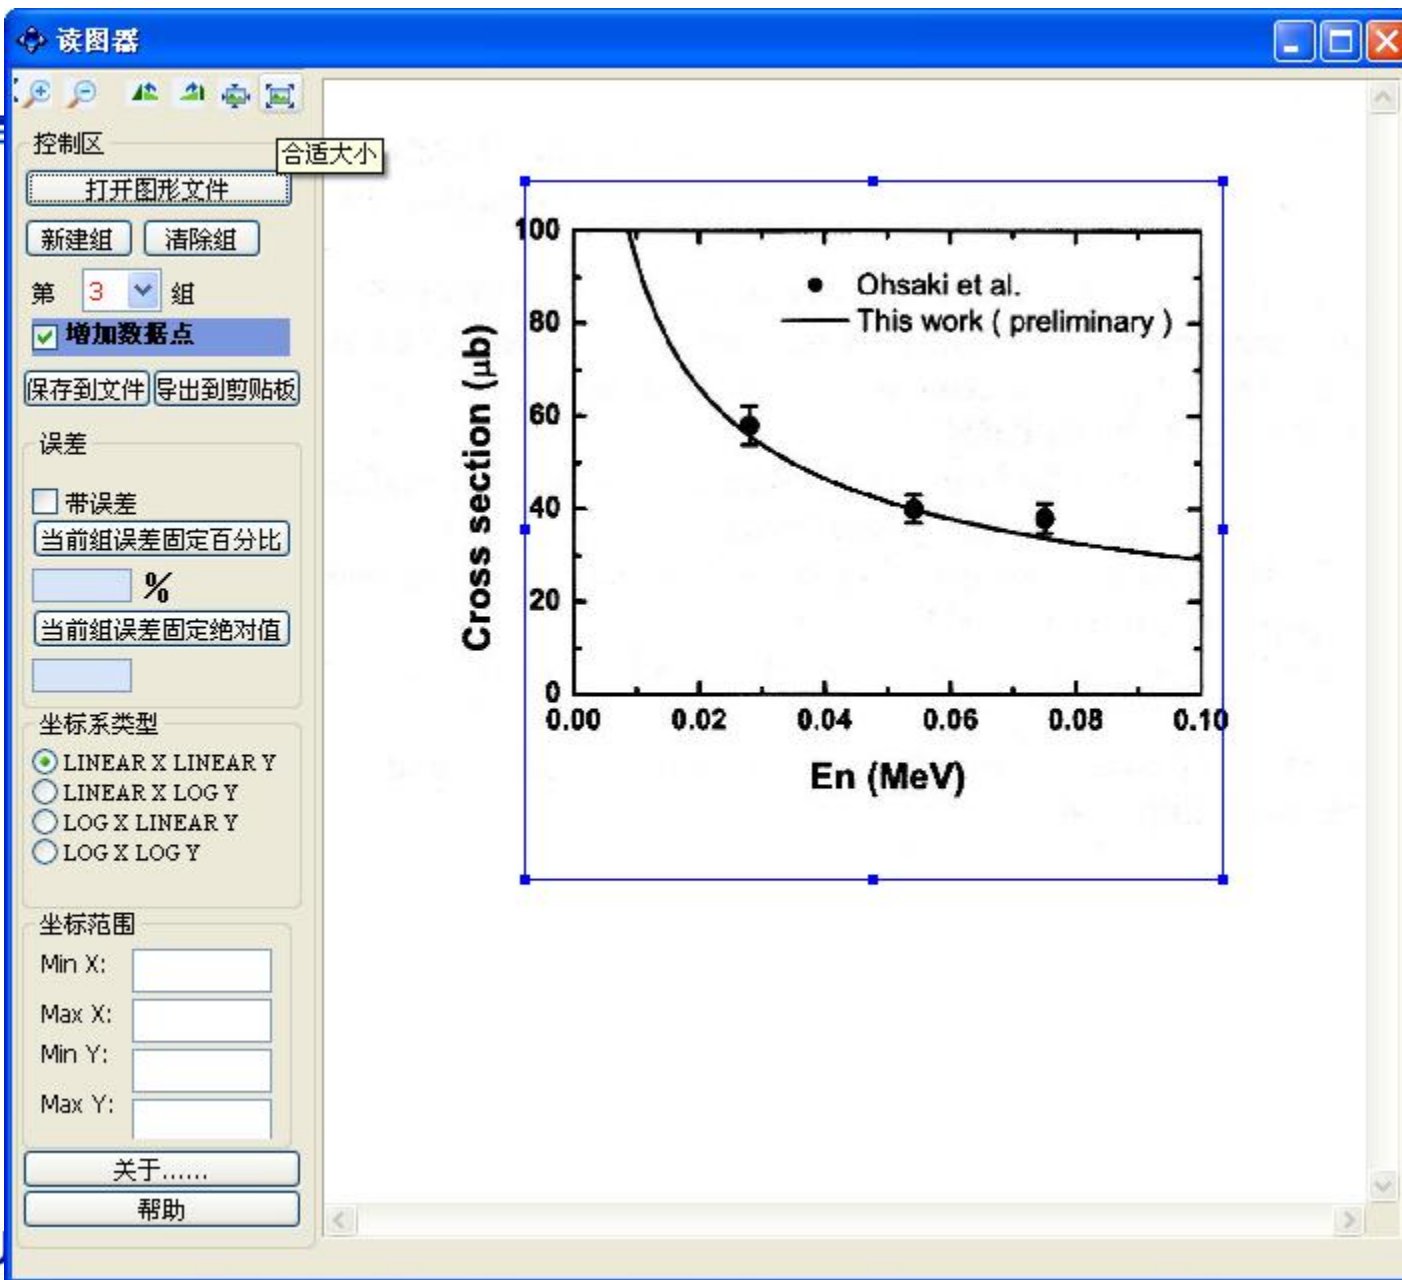 读图器
控制区
合适大小
打开图形文件
新建组 清除组
第 3 组
增加数据点
保存到文件 导出到剪贴板
误差
带误差
当前组误差固定百分比
%
当前组误差固定绝对值
坐标系类型
LINEAR X LINEAR Y
LINEAR X LOG Y
LOG X LINEAR Y
LOG X LOG Y
坐标范围
Min X:
Max X:
Min Y:
Max Y:
关于......
帮助
100
80
60
40
20
0
Cross section (μb)
Ohsaki et al.
This work ( preliminary )
0.00 0.02 0.04 0.06 0.08 0.10
En (MeV)